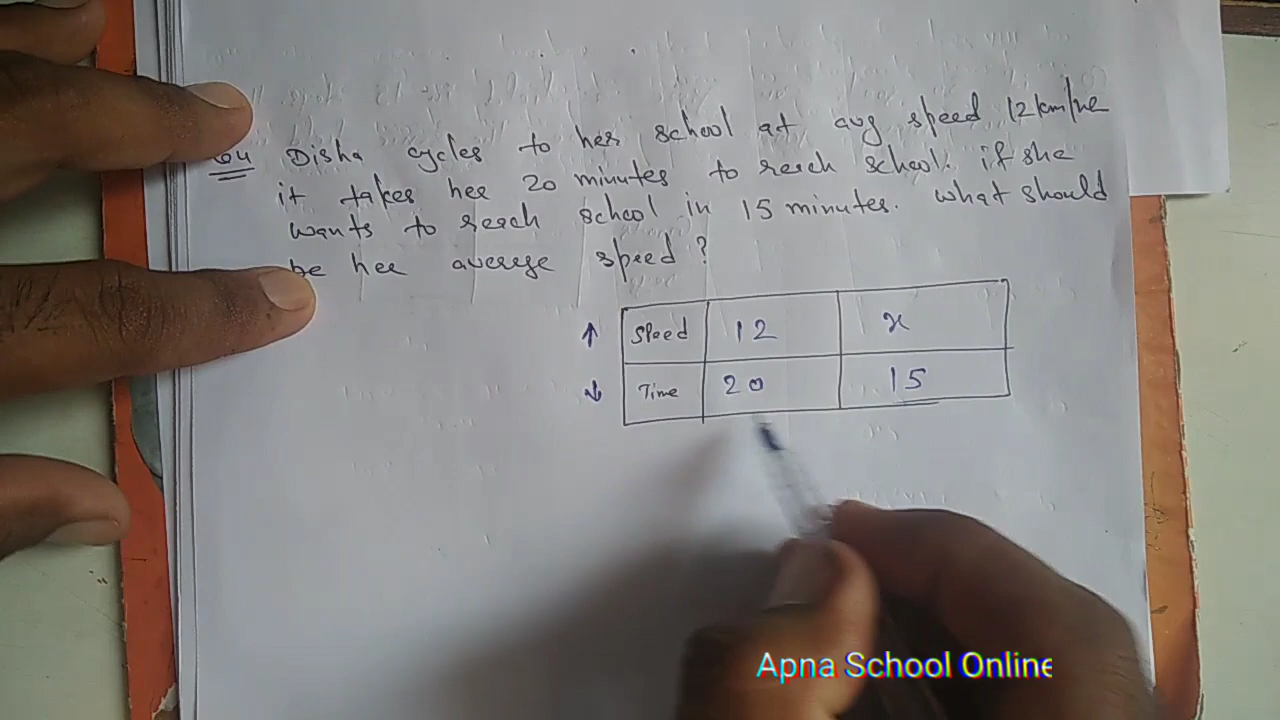 Q4 Disha cycles to her school at avg speed 12km/hr
it takes her 20 minutes to reach school. if she
wants to reach school in 15 minutes. what should
be her average speed ?
↑ Speed 12 x
↓ Time 20 15
Apna School Online